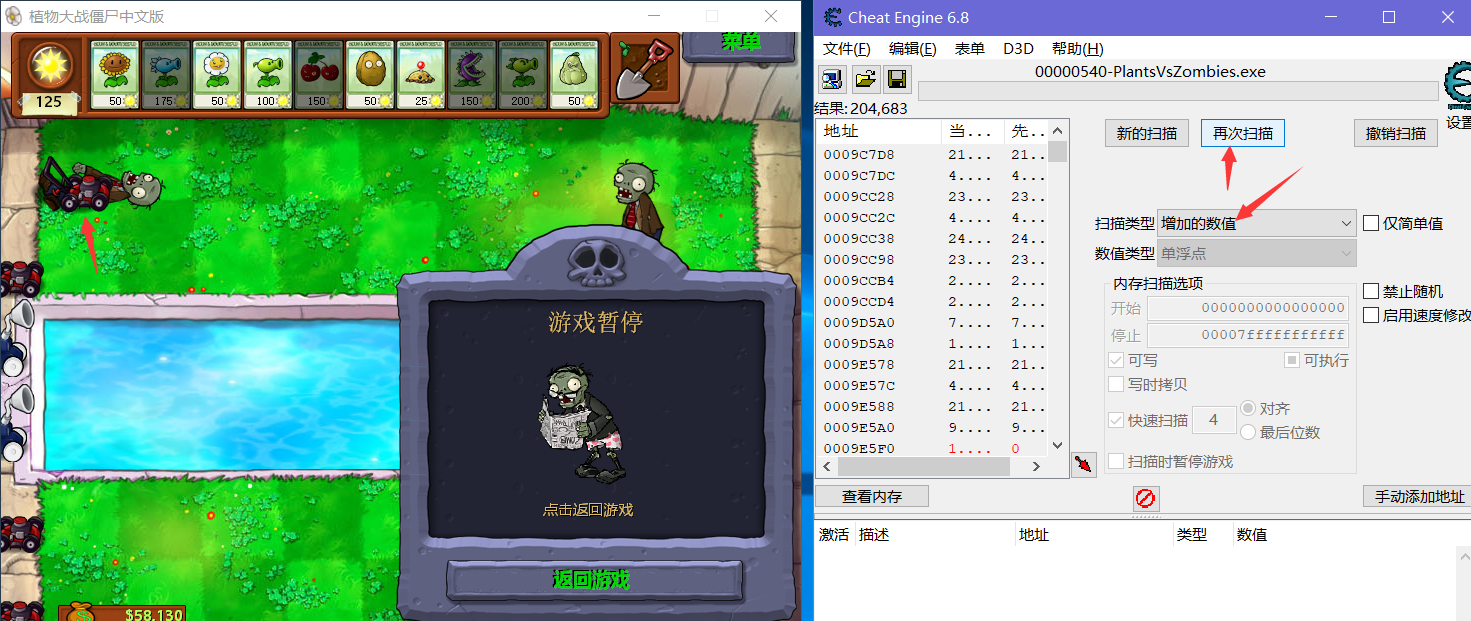 植物大战僵尸中文版
125
50
175
50
100
150
50
25
150
200
50
菜单
游戏暂停
点击返回游戏
返回游戏
$58,130
Cheat Engine 6.8
文件(F) 编辑(E) 表单 D3D 帮助(H)
00000540-PlantsVsZombies.exe
结果: 204,683
地址 当... 先..
0009C7D8 21... 21..
0009C7DC 4.... 4...
0009CC28 23... 23..
0009CC2C 4.... 4...
0009CC38 24... 24..
0009CC98 23... 23..
0009CCB4 2.... 2...
0009CCD4 2.... 2...
0009D5A0 7.... 7...
0009D5A8 1.... 1...
0009E578 21... 21..
0009E57C 4.... 4...
0009E588 21... 21..
0009E5A0 9.... 9...
0009E5F0 1.... 0
新的扫描 再次扫描 撤销扫描
设置
扫描类型 增加的数值 仅简单值
数值类型 单浮点
内存扫描选项
开始 0000000000000000
停止 00007fffffffffff
可写 可执行
写时拷贝
快速扫描 4 对齐
最后位数
扫描时暂停游戏
禁止随机
启用速度修改
查看内存 手动添加地址
激活 描述 地址 类型 数值